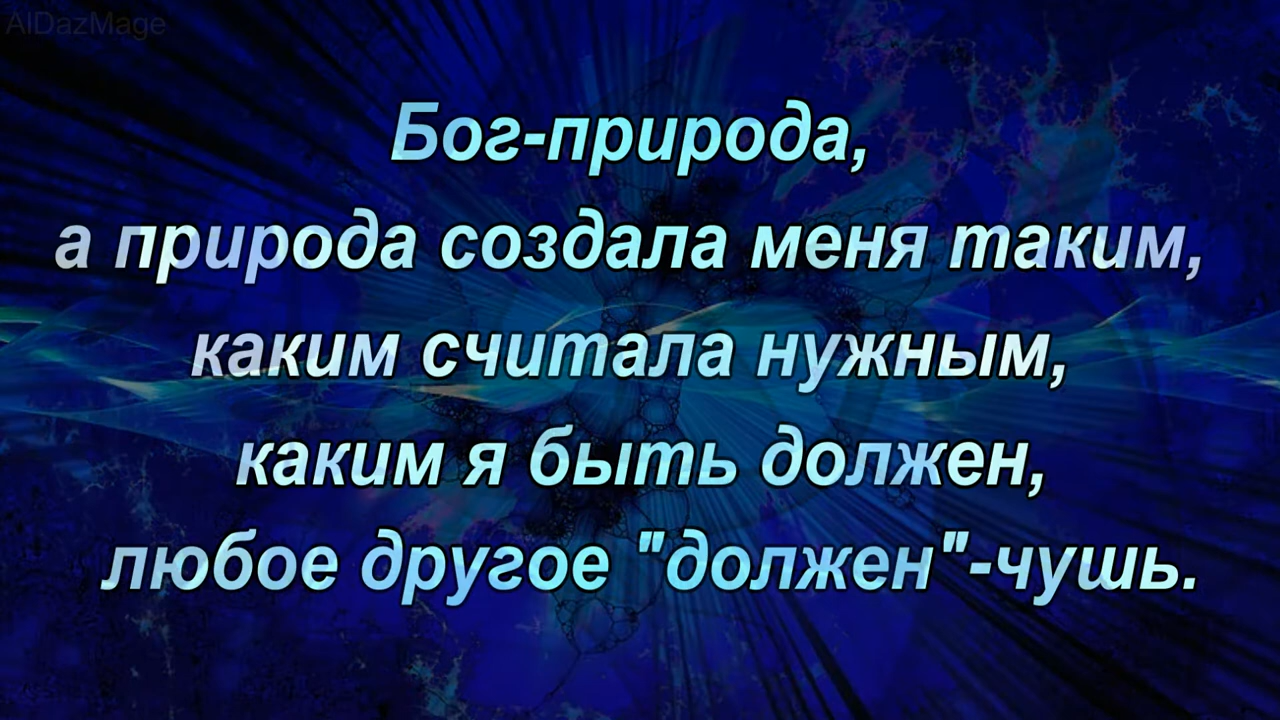 AlDazMage
Бог-природа,
а природа создала меня таким,
каким считала нужным,
каким я быть должен,
любое другое "должен"-чушь.